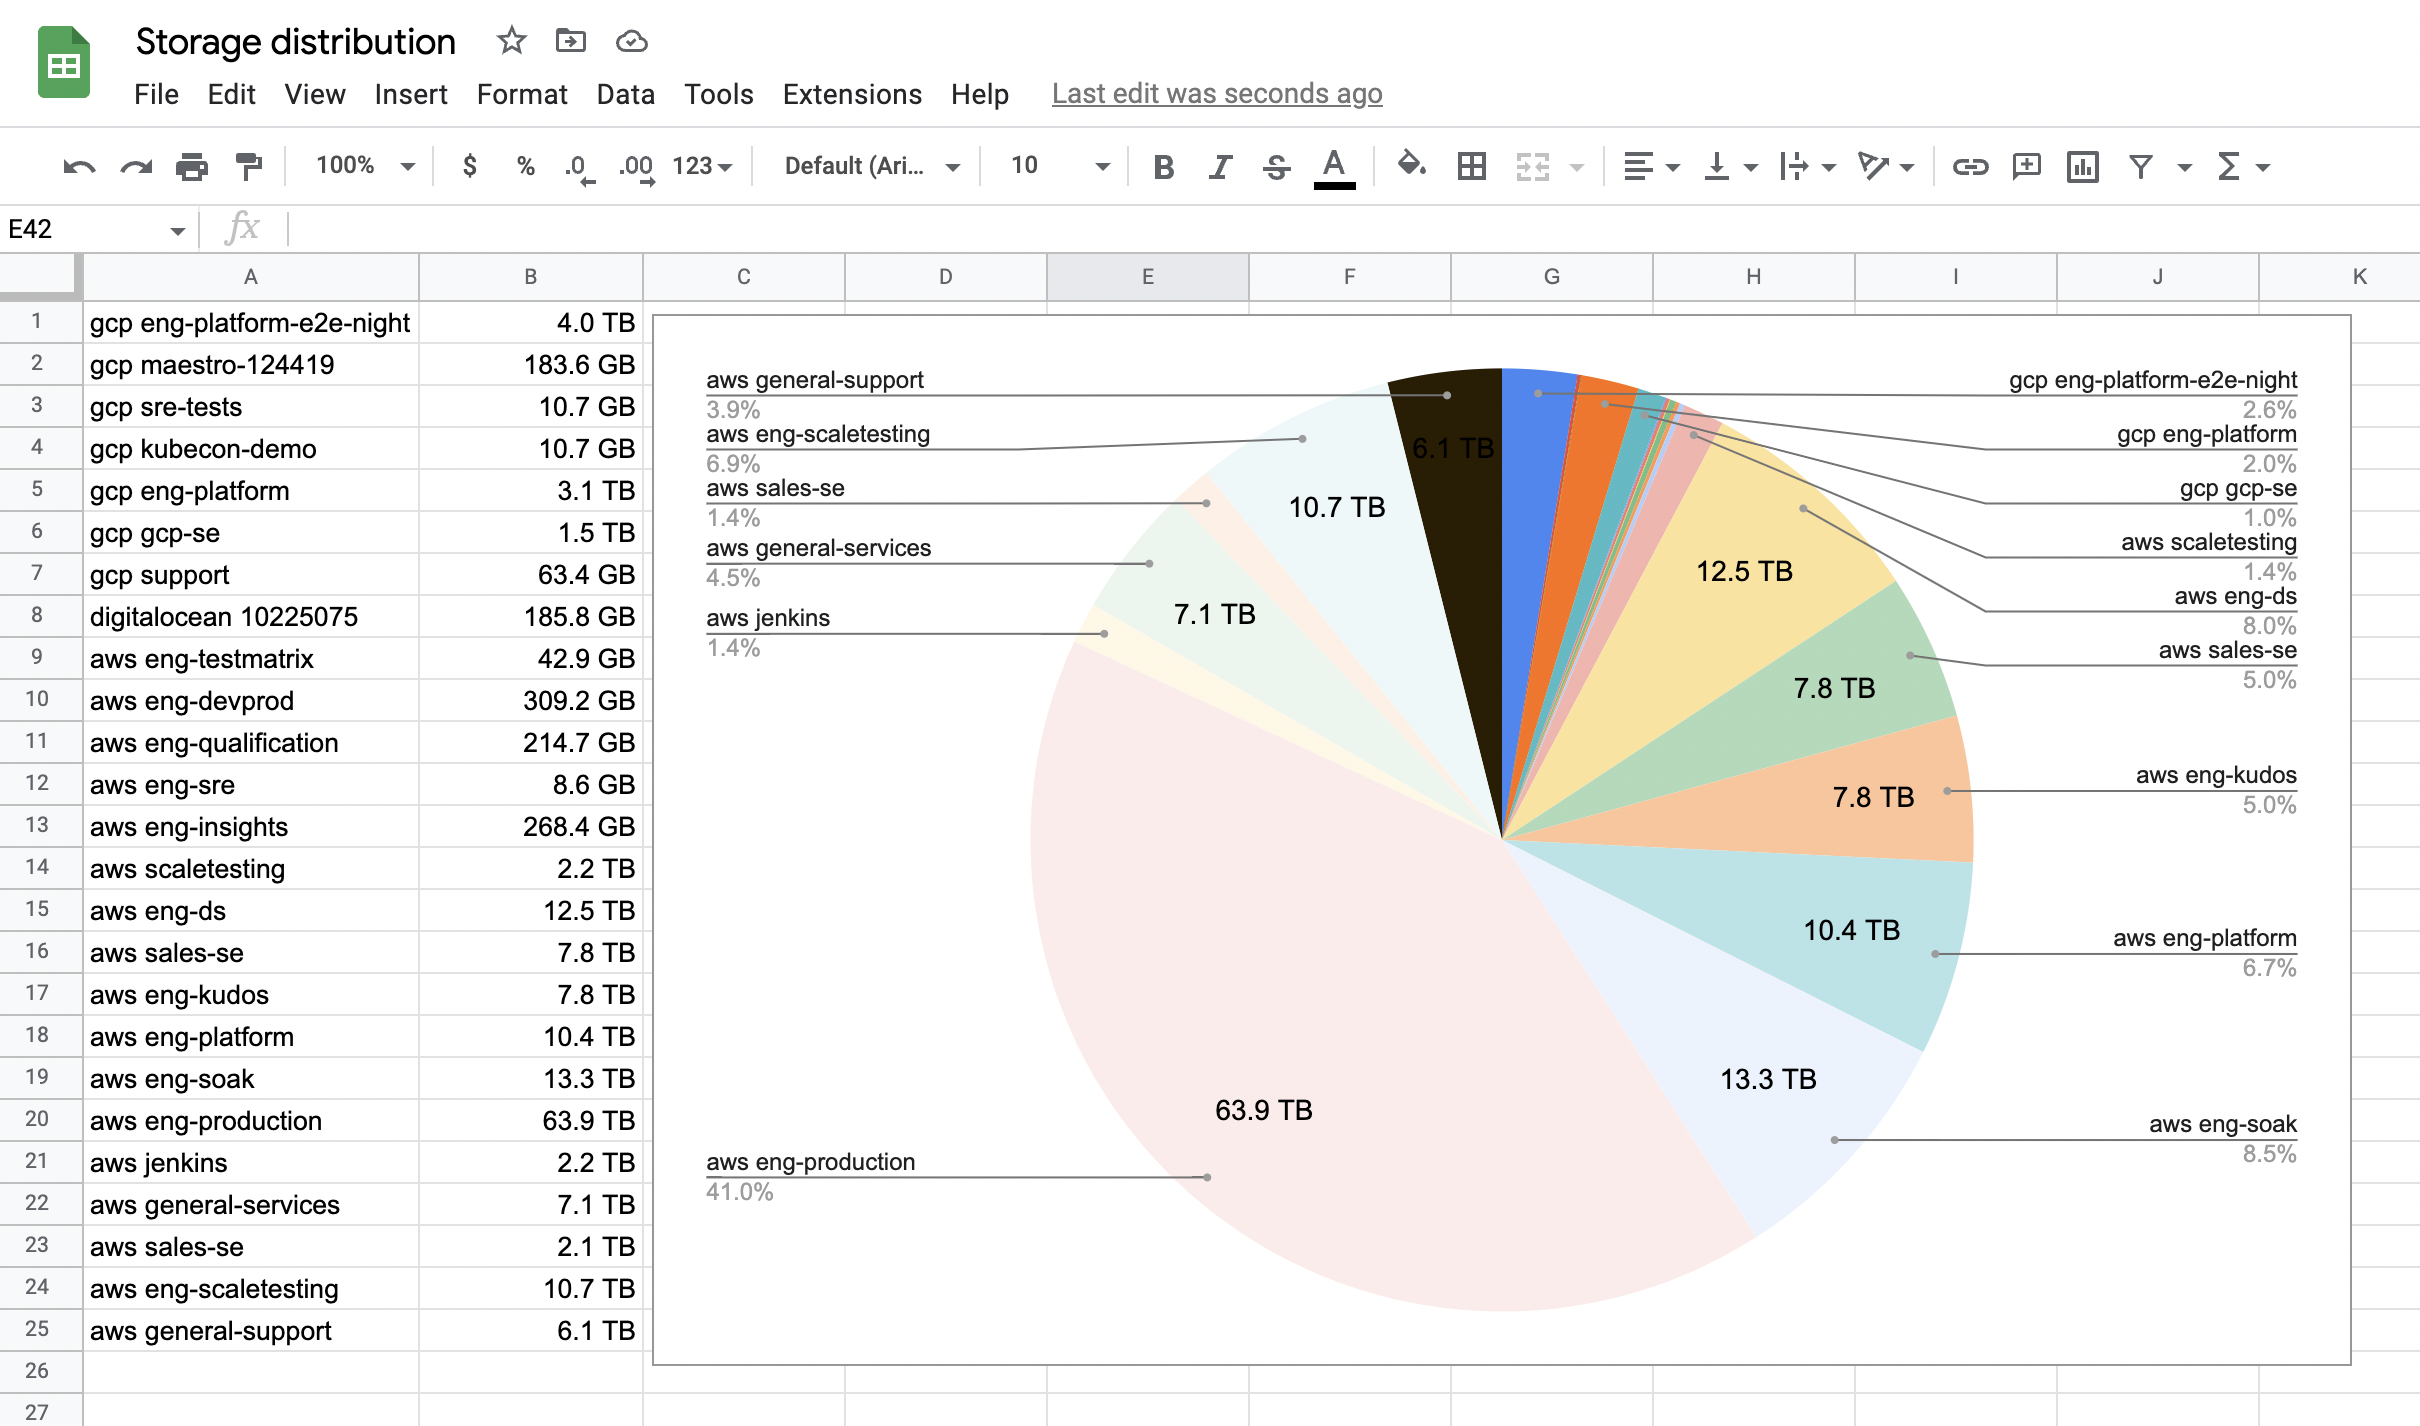 Storage distribution
File Edit View Insert Format Data Tools Extensions Help Last edit was seconds ago
100% $ % .0 .00 123 Default (Ari... 10 B I S A
E42 fx
A B C D E F G H I J K
1 gcp eng-platform-e2e-night 4.0 TB
2 gcp maestro-124419 183.6 GB
3 gcp sre-tests 10.7 GB
4 gcp kubecon-demo 10.7 GB
5 gcp eng-platform 3.1 TB
6 gcp gcp-se 1.5 TB
7 gcp support 63.4 GB
8 digitalocean 10225075 185.8 GB
9 aws eng-testmatrix 42.9 GB
10 aws eng-devprod 309.2 GB
11 aws eng-qualification 214.7 GB
12 aws eng-sre 8.6 GB
13 aws eng-insights 268.4 GB
14 aws scaletesting 2.2 TB
15 aws eng-ds 12.5 TB
16 aws sales-se 7.8 TB
17 aws eng-kudos 7.8 TB
18 aws eng-platform 10.4 TB
19 aws eng-soak 13.3 TB
20 aws eng-production 63.9 TB
21 aws jenkins 2.2 TB
22 aws general-services 7.1 TB
23 aws sales-se 2.1 TB
24 aws eng-scaletesting 10.7 TB
25 aws general-support 6.1 TB
26
27
aws general-support
3.9%
aws eng-scaletesting
6.9%
aws sales-se
1.4%
aws general-services
4.5%
aws jenkins
1.4%
aws eng-production
41.0%
6.1 TB
10.7 TB
7.1 TB
63.9 TB
12.5 TB
7.8 TB
7.8 TB
10.4 TB
13.3 TB
gcp eng-platform-e2e-night
2.6%
gcp eng-platform
2.0%
gcp gcp-se
1.0%
aws scaletesting
1.4%
aws eng-ds
8.0%
aws sales-se
5.0%
aws eng-kudos
5.0%
aws eng-platform
6.7%
aws eng-soak
8.5%